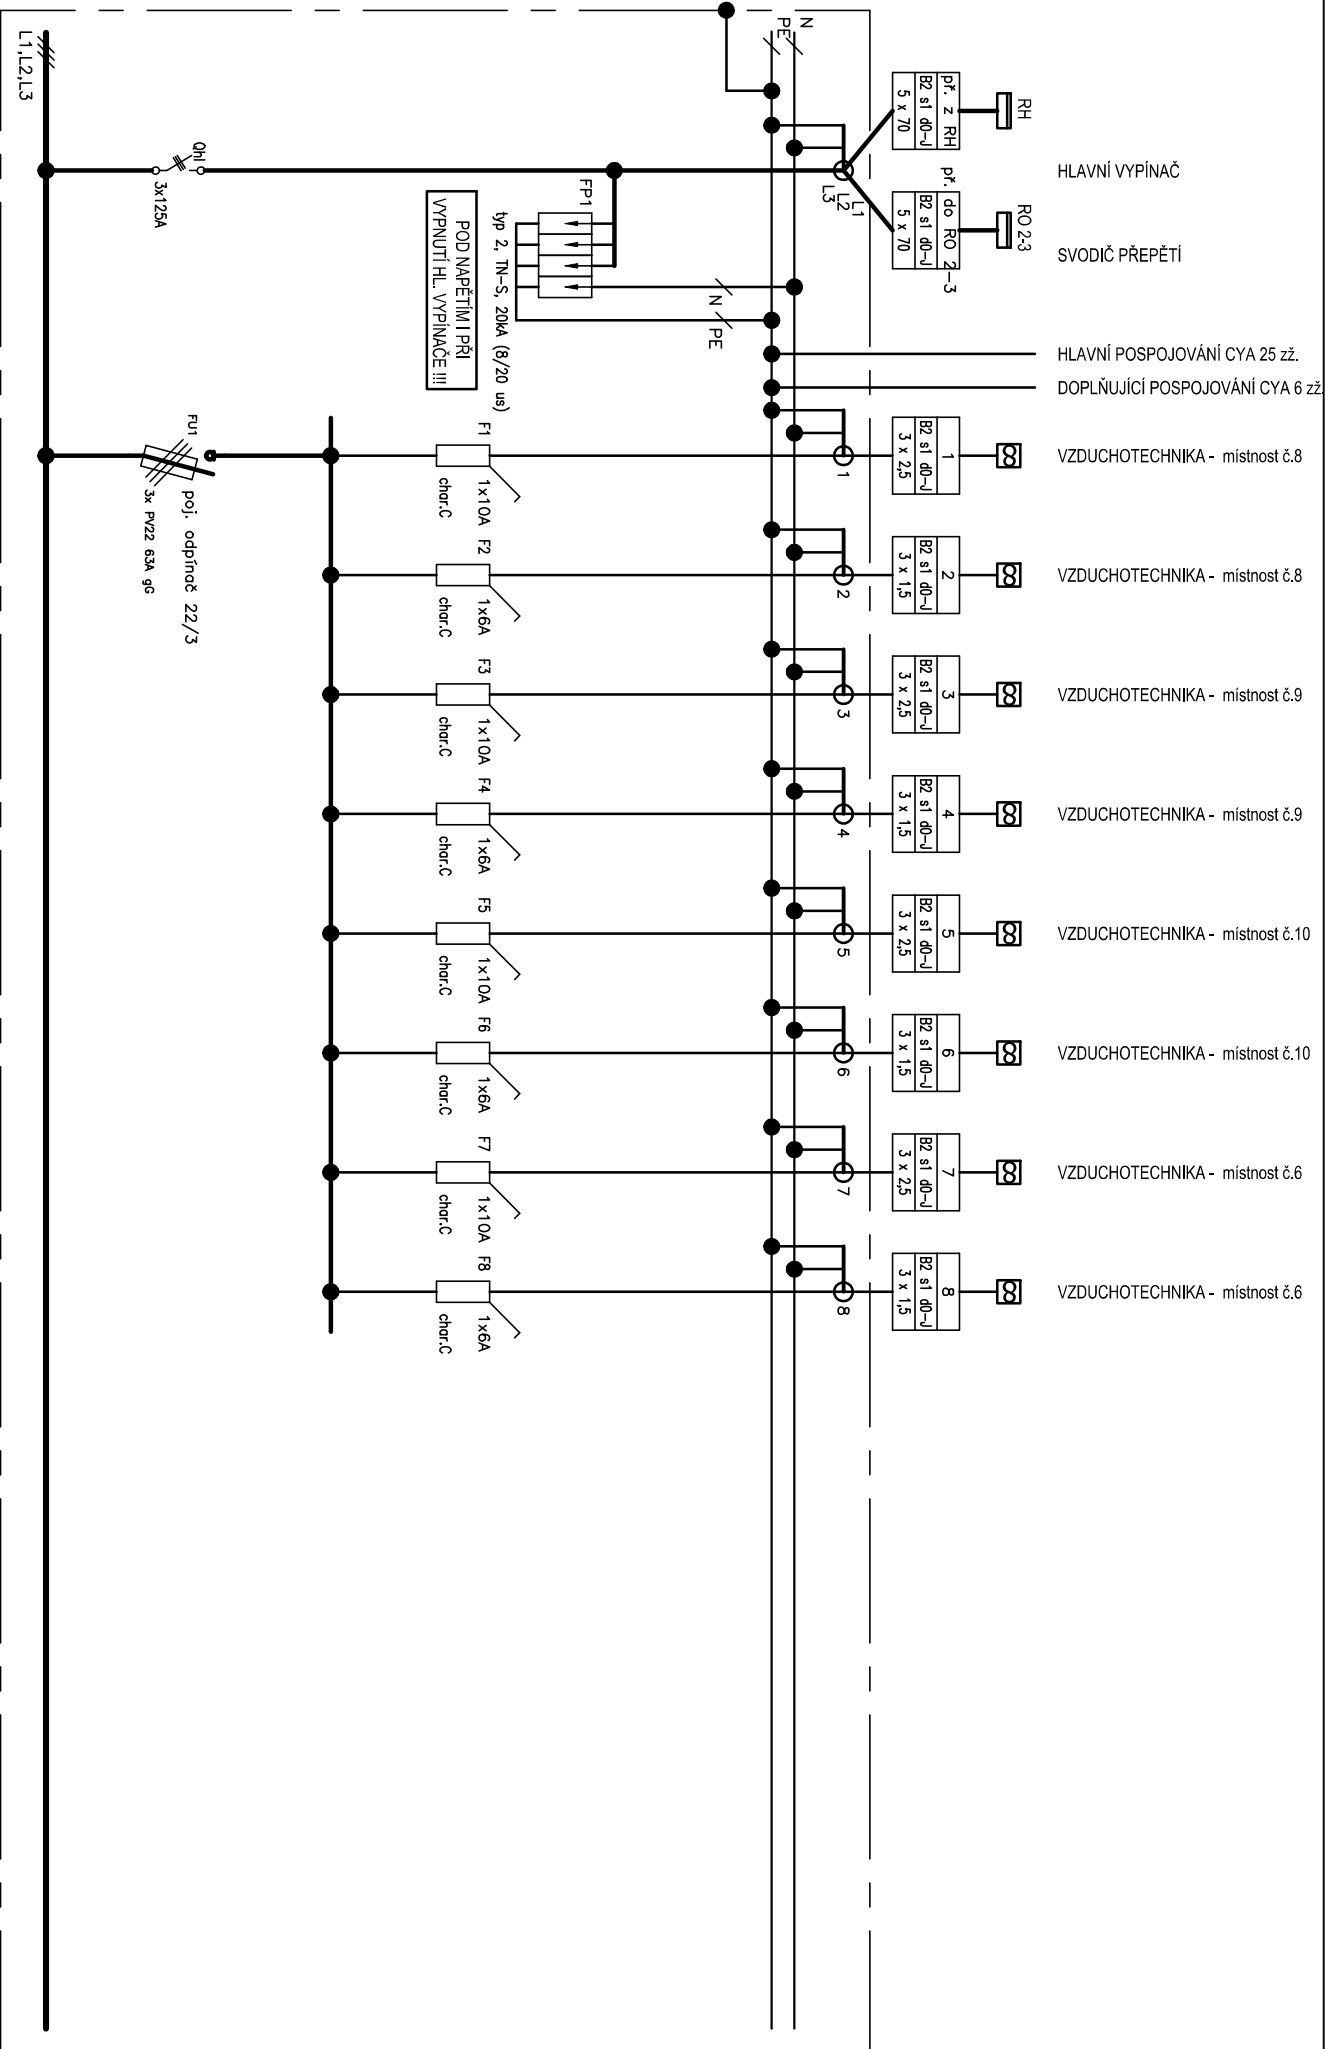 RH
př. z RH
B2 s1 d0-J
5 x 70
HLAVNÍ VYPÍNAČ
RO 2-3
př. do RO 2-3
B2 s1 d0-J
5 x 70
SVODIČ PŘEPĚTÍ
N
PE
L1
L2
L3
L1,L2,L3
Qhl
3x125A
FP1
typ 2, TN-S, 20kA (8/20 us)
POD NAPĚTÍM I PŘI
VYPNUTÍ HL. VYPÍNAČE !!!
N
PE
HLAVNÍ POSPOJOVÁNÍ CYA 25 zž.
DOPLŇUJÍCÍ POSPOJOVÁNÍ CYA 6 zž.
FU1
poj. odpínač 22/3
3x PV22 63A gG
F1
1x10A
char.C
1
1
B2 s1 d0-J
3 x 2,5
VZDUCHOTECHNIKA - místnost č.8
F2
1x6A
char.C
2
2
B2 s1 d0-J
3 x 1,5
VZDUCHOTECHNIKA - místnost č.8
F3
1x10A
char.C
3
3
B2 s1 d0-J
3 x 2,5
VZDUCHOTECHNIKA - místnost č.9
F4
1x6A
char.C
4
4
B2 s1 d0-J
3 x 1,5
VZDUCHOTECHNIKA - místnost č.9
F5
1x10A
char.C
5
5
B2 s1 d0-J
3 x 2,5
VZDUCHOTECHNIKA - místnost č.10
F6
1x6A
char.C
6
6
B2 s1 d0-J
3 x 1,5
VZDUCHOTECHNIKA - místnost č.10
F7
1x10A
char.C
7
7
B2 s1 d0-J
3 x 2,5
VZDUCHOTECHNIKA - místnost č.6
F8
1x6A
char.C
8
8
B2 s1 d0-J
3 x 1,5
VZDUCHOTECHNIKA - místnost č.6